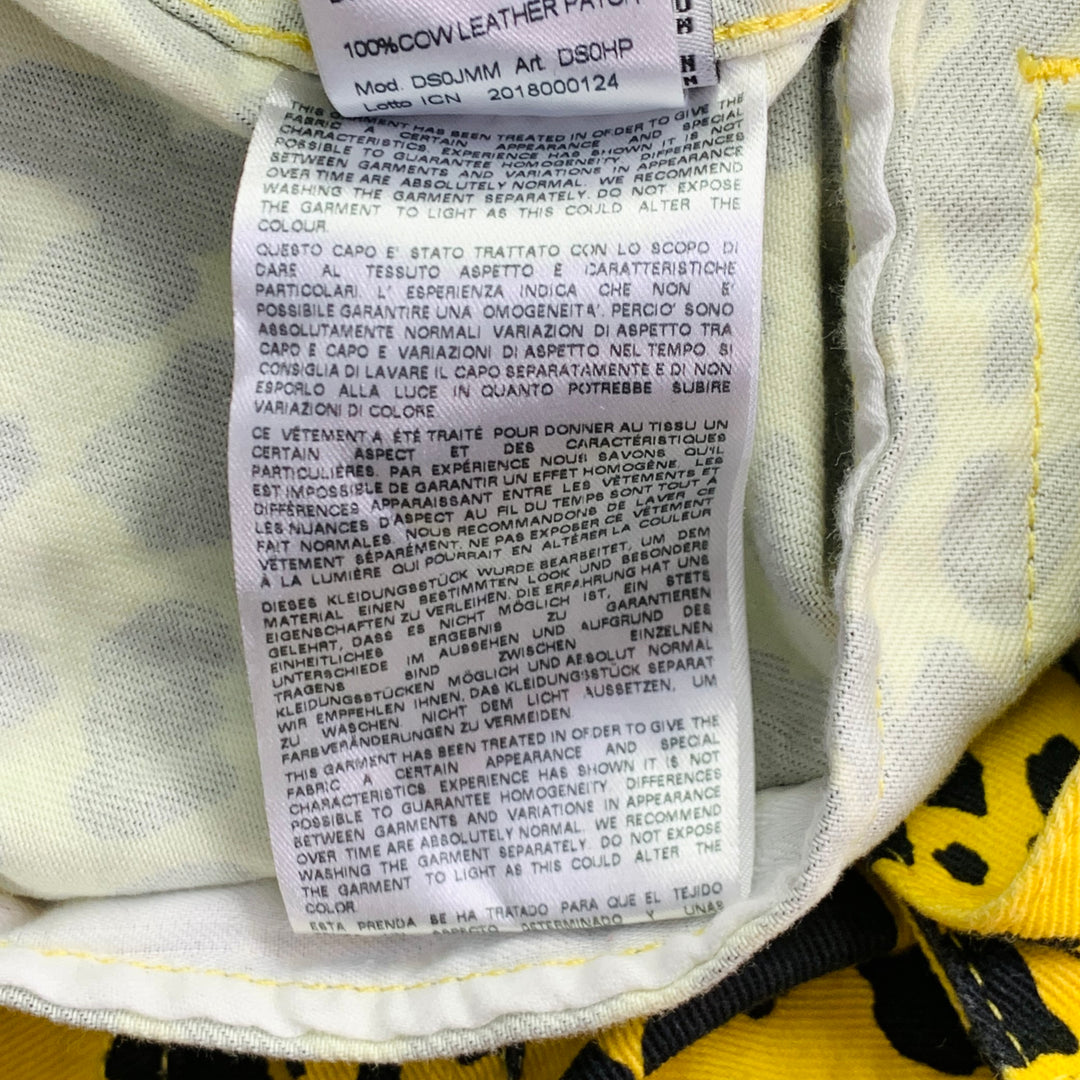 100%COW LEATHER PATCH
Mod. DS0JMM Art. DS0HP
Lotto ICN 2018000124
THIS GARMENT HAS BEEN TREATED IN OFDER TO GIVE THE
FABRIC A CERTAIN APPEARANCE AND SPECIAL
CHARACTERISTICS. EXPERIENCE HAS SHOWN IT IS NOT
POSSIBLE TO GUARANTEE HOMOGENEITY. DIFFERENCES
BETWEEN GARMENTS AND VARIATIONS IN APPEARANCE
OVER TIME ARE ABSOLUTELY NORMAL. WE RECOMMEND
WASHING THE GARMENT SEPARATELY. DO NOT EXPOSE
THE GARMENT TO LIGHT AS THIS COULD ALTER THE
COLOUR
QUESTO CAPO E' STATO TRATTATO CON LO SCOPO DI
DARE AL TESSUTO ASPETTO E CARATTERISTICHE
PARTICOLARI. L' ESPERIENZA INDICA CHE NON E'
POSSIBILE GARANTIRE UNA OMOGENEITA'. PERCIO' SONO
ASSOLUTAMENTE NORMALI VARIAZION DI ASPETTO TRA
CAPO E CAPO E VARIAZIONI DI ASPETTO NEL TEMPO. SI
CONSIGLIA DI LAVARE IL CAPO SEPARATAMENTE E DI NON
ESPORLO ALLA LUCE IN QUANTO POTREBBE SUBIRE
VARIAZIONI DI COLORE
CE VÊTEMENT A ÉTÉ TRAITÉ POUR DONNER AU TISSU UN
CERTAIN ASPECT ET DES CARACTÉRISTIQUES
PARTICULIÈRES. PAR EXPÉRIENCE NOUS SAVONS QU'IL
EST IMPOSSIBLE DE GARANTIR UN EFFET HOMOGÈNE. LES
DIFFÉRENCES APPARAISSANT ENTRE LES VÊTEMENTS ET
LES NUANCES D'ASPECT AU FIL DU TEMPS SONT TOUT À
FAIT NORMALES. NOUS RECOMMANDONS DE LAVER CE
VÊTEMENT SÉPARÉMENT. NE PAS EXPOSER CE VÊTEMENT
À LA LUMIÈRE QUI POURRAIT EN ALTÉRER LA COULEUR
DIESES KLEIDUNGSSTÜCK WURDE BEARBEITET, UM DEM
MATERIAL EINEN BESTIMMTEN LOOK UND BESONDERE
EIGENSCHAFTEN ZU VERLEIHEN. DIE ERFAHRUNG HAT UNS
GELEHRT, DASS ES NICHT MÖGLICH IST, EIN STETS
EINHEITLICHES ERGEBNIS ZU GARANTIEREN
UNTERSCHIEDE IM AUSSEHEN UND AUFGRUND DES
TRAGENS SIND ZWISCHEN EINZELNEN
KLEIDUNGSSTÜCKEN MÖGLICH UND ABSOLUT NORMAL
WIR EMPFEHLEN IHNEN, DAS KLEIDUNGSSTÜCK SEPARAT
ZU WASCHEN. NICHT DEM LICHT AUSSETZEN, UM
FARBVERÄNDERUNGEN ZU VERMEIDEN
THIS GARMENT HAS BEEN TREATED IN OFDER TO GIVE THE
FABRIC A CERTAIN APPEARANCE AND SPECIAL
CHARACTERISTICS. EXPERIENCE HAS SHOWN IT IS NOT
POSSIBLE TO GUARANTEE HOMOGENEITY. DIFFERENCES
BETWEEN GARMENTS AND VARIATIONS IN APPEARANCE
OVER TIME ARE ABSOLUTELY NORMAL. WE RECOMMEND
WASHING THE GARMENT SEPARATELY. DO NOT EXPOSE
THE GARMENT TO LIGHT AS THIS COULD ALTER THE
COLOR
ESTA PRENDA SE HA TRATADO PARA QUE EL TEJIDO
ASPECTO DETERMINADO Y UNAS